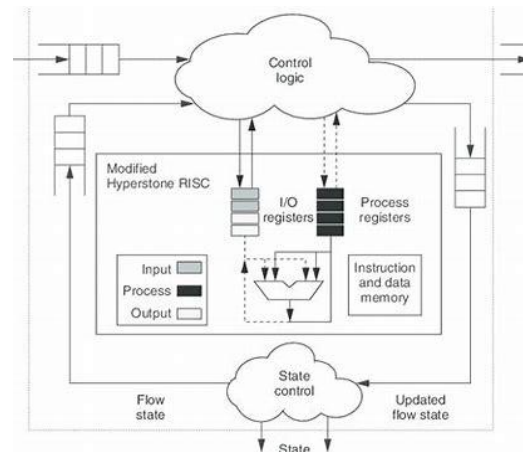 Control
logic
Modified
Hyperstone RISC
I/O
registers
Process
registers
Input
Process
Output
Instruction
and data
memory
State
control
Flow
state
Updated
flow state
State